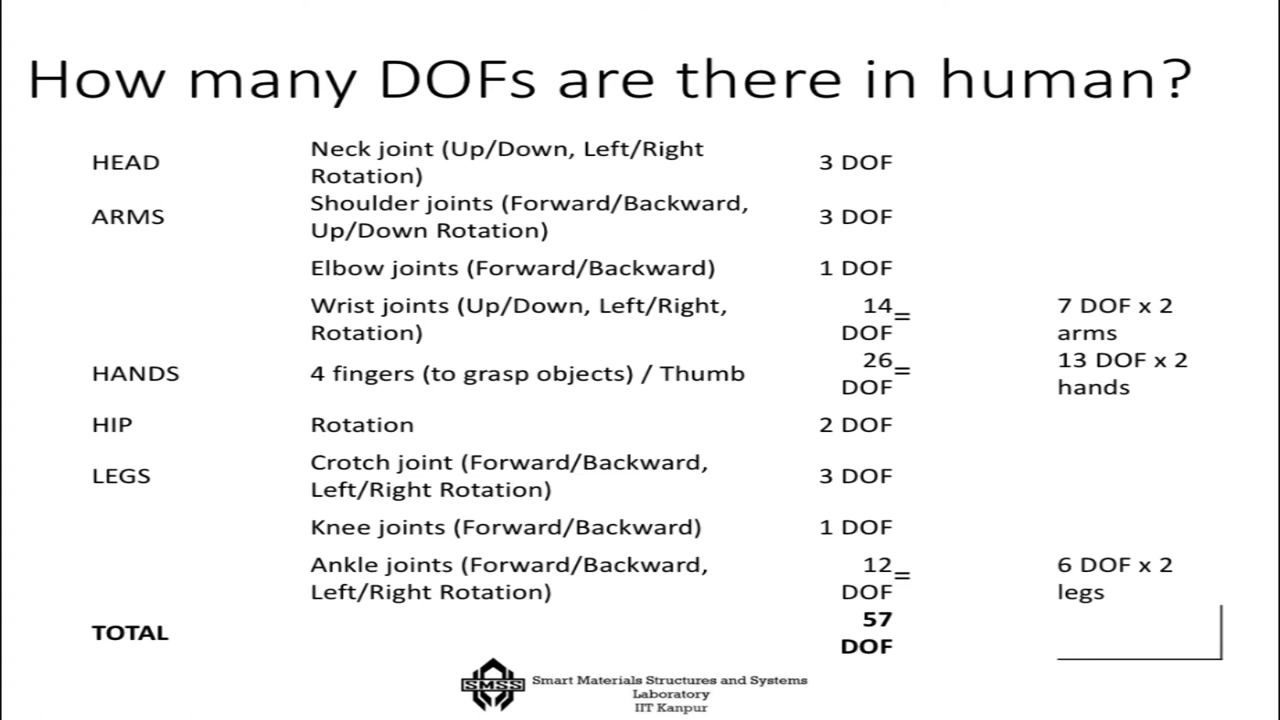 How many DOFs are there in human?
HEAD
Neck joint (Up/Down, Left/Right
Rotation)
3 DOF
ARMS
Shoulder joints (Forward/Backward,
Up/Down Rotation)
3 DOF
Elbow joints (Forward/Backward)
1 DOF
Wrist joints (Up/Down, Left/Right,
Rotation)
14
DOF
=
7 DOF x 2
arms
HANDS
4 fingers (to grasp objects) / Thumb
26
DOF
=
13 DOF x 2
hands
HIP
Rotation
2 DOF
LEGS
Crotch joint (Forward/Backward,
Left/Right Rotation)
3 DOF
Knee joints (Forward/Backward)
1 DOF
Ankle joints (Forward/Backward,
Left/Right Rotation)
12
DOF
=
6 DOF x 2
legs
TOTAL
57
DOF
SMSS
Smart Materials Structures and Systems
Laboratory
IIT Kanpur